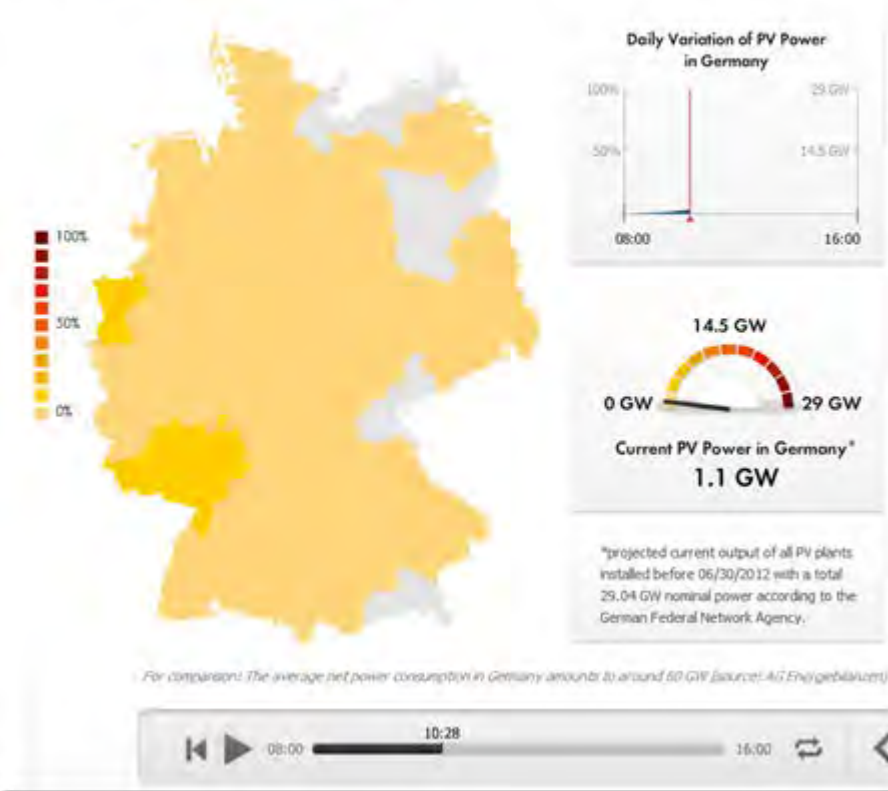 Daily Variation of PV Power
in Germany
100%
29 GW
50%
14.5 GW
08:00
16:00
100%
50%
0%
14.5 GW
0 GW
29 GW
Current PV Power in Germany*
1.1 GW
*projected current output of all PV plants
installed before 06/30/2012 with a total
29.04 GW nominal power according to the
German Federal Network Agency.
For comparison: The average net power consumption in Germany amounts to around 60 GW (source: AG Energiebilanzen)
10:28
08:00
16:00